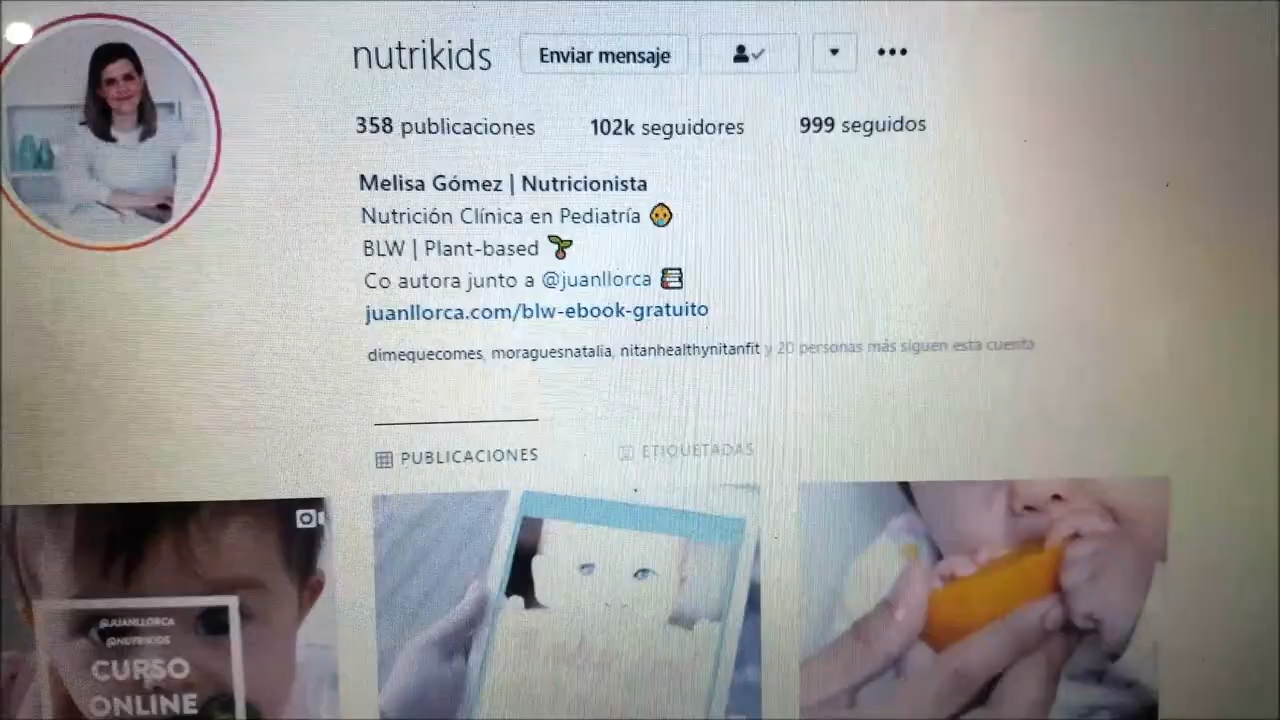 nutrikids Enviar mensaje
358 publicaciones 102k seguidores 999 seguidos
Melisa Gómez | Nutricionista
Nutrición Clínica en Pediatría
BLW | Plant-based
Co autora junto a @juanllorca
juanllorca.com/blw-ebook-gratuito
dimequecomes, moraguesnatalia, nitanhealthynitanfit y 20 personas más siguen esta cuenta
PUBLICACIONES ETIQUETADAS
@JUANLLORCA
@NUTRIKIDS
CURSO
ONLINE